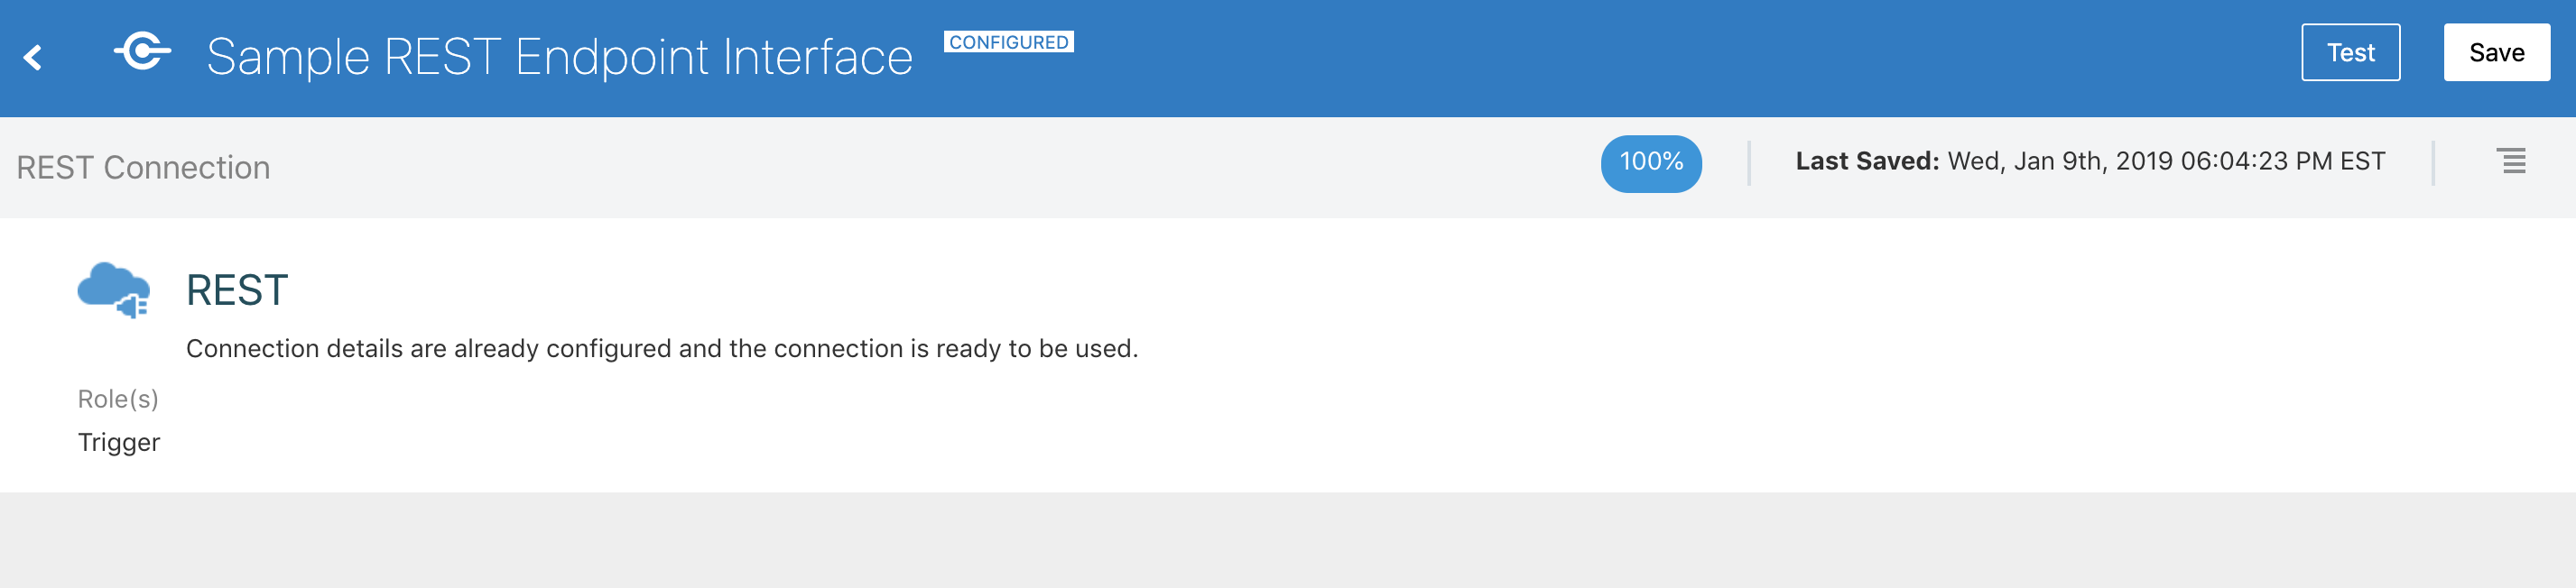 Sample REST Endpoint Interface CONFIGURED Test Save
REST Connection 100% Last Saved: Wed, Jan 9th, 2019 06:04:23 PM EST
REST
Connection details are already configured and the connection is ready to be used.
Role(s)
Trigger